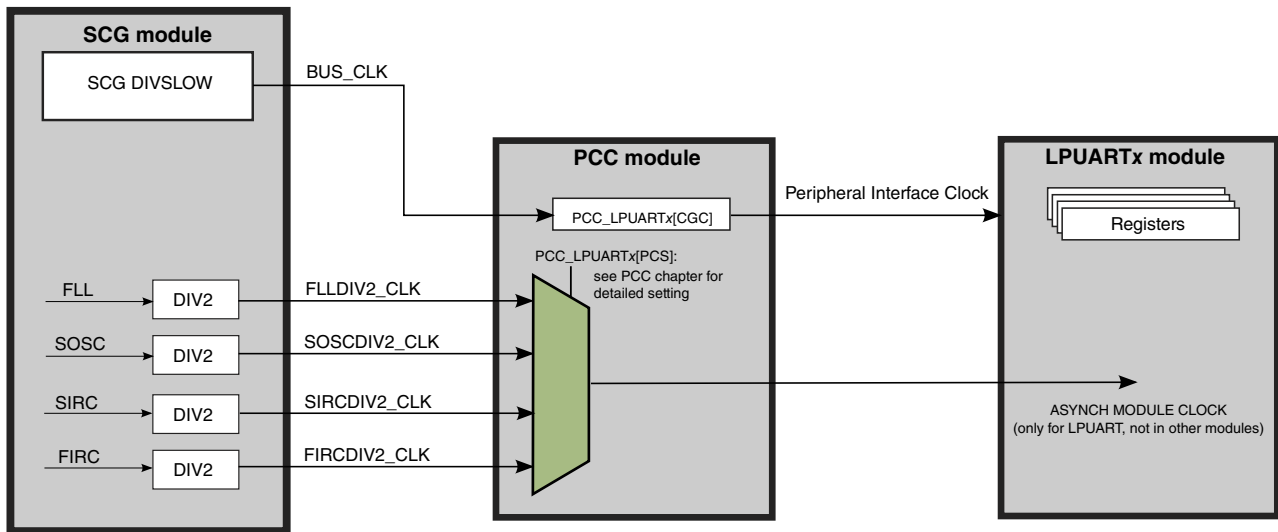 SCG module
SCG DIVSLOW
BUS_CLK
PCC module
LPUARTx module
PCC_LPUARTx[CGC]
Peripheral Interface Clock
Registers
PCC_LPUARTx[PCS]:
see PCC chapter for
detailed setting
FLL
DIV2
FLLDIV2_CLK
SOSC
DIV2
SOSCDIV2_CLK
SIRC
DIV2
SIRCDIV2_CLK
FIRC
DIV2
FIRCDIV2_CLK
ASYNCH MODULE CLOCK
(only for LPUART, not in other modules)